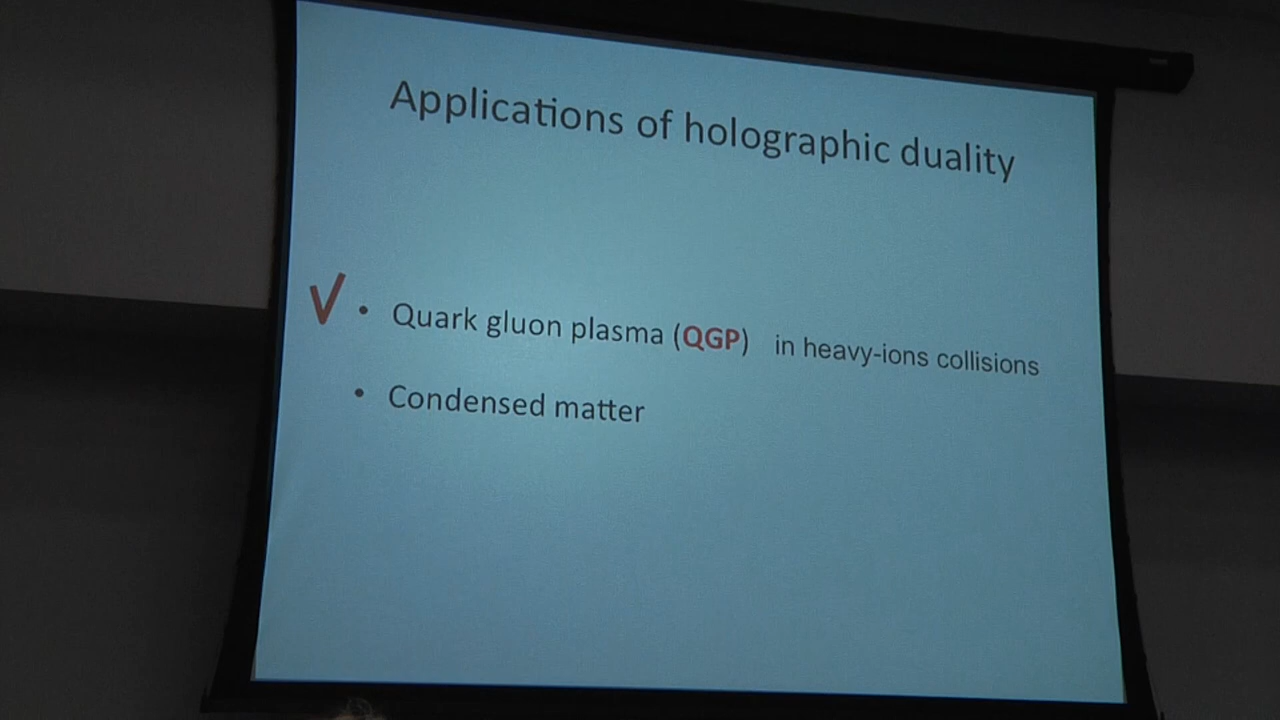 Applications of holographic duality
√ • Quark gluon plasma (QGP) in heavy-ions collisions
• Condensed matter